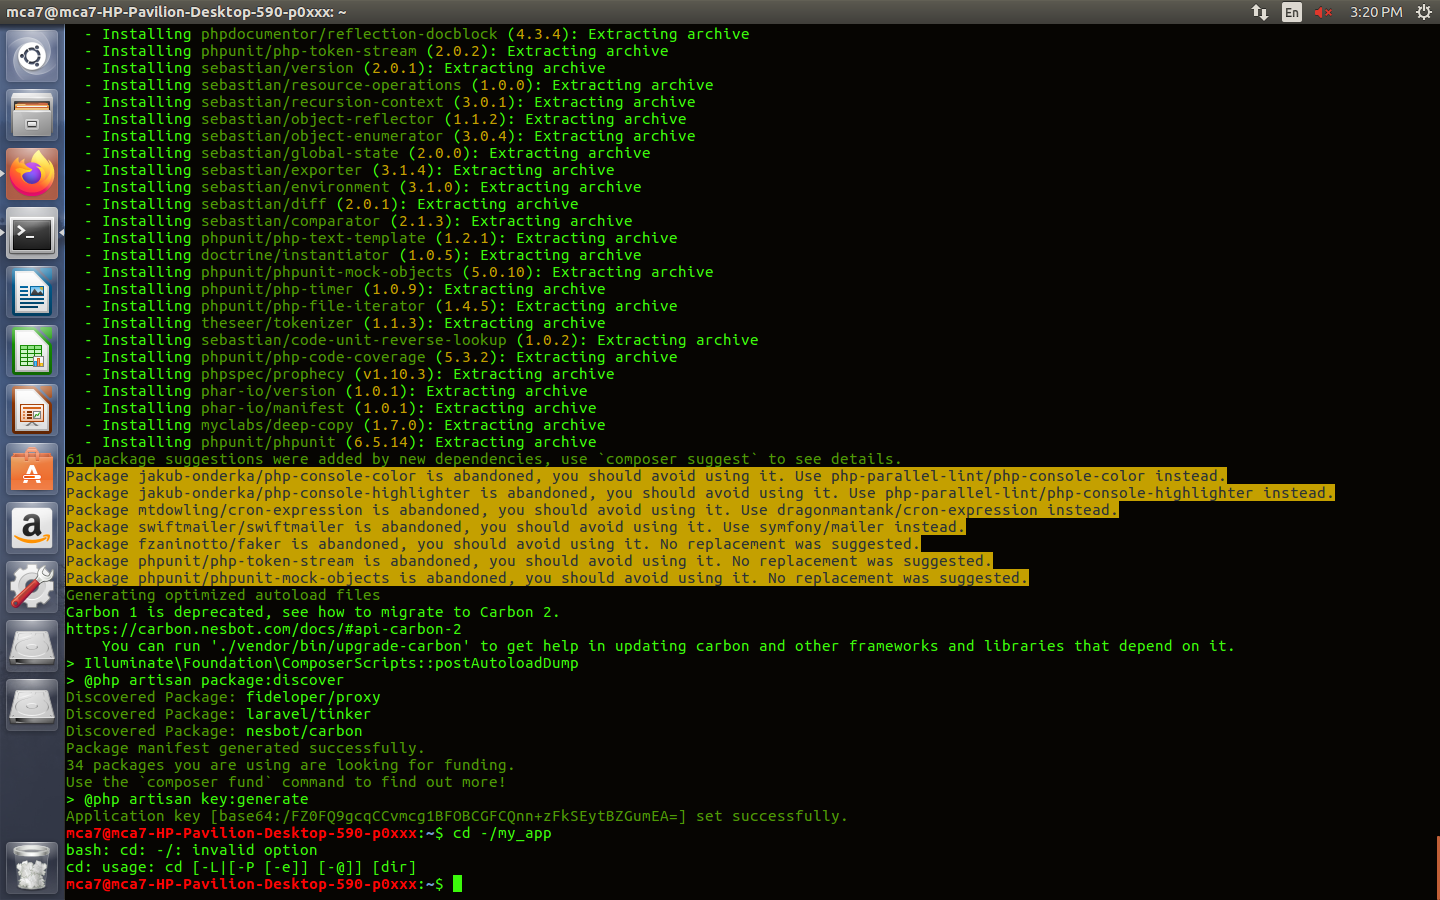 mca7@mca7-HP-Pavilion-Desktop-590-p0xxx: ~
En
3:20 PM
- Installing phpdocumentor/reflection-docblock (4.3.4): Extracting archive
- Installing phpunit/php-token-stream (2.0.2): Extracting archive
- Installing sebastian/version (2.0.1): Extracting archive
- Installing sebastian/resource-operations (1.0.0): Extracting archive
- Installing sebastian/recursion-context (3.0.1): Extracting archive
- Installing sebastian/object-reflector (1.1.2): Extracting archive
- Installing sebastian/object-enumerator (3.0.4): Extracting archive
- Installing sebastian/global-state (2.0.0): Extracting archive
- Installing sebastian/exporter (3.1.4): Extracting archive
- Installing sebastian/environment (3.1.0): Extracting archive
- Installing sebastian/diff (2.0.1): Extracting archive
- Installing sebastian/comparator (2.1.3): Extracting archive
- Installing phpunit/php-text-template (1.2.1): Extracting archive
- Installing doctrine/instantiator (1.0.5): Extracting archive
- Installing phpunit/phpunit-mock-objects (5.0.10): Extracting archive
- Installing phpunit/php-timer (1.0.9): Extracting archive
- Installing phpunit/php-file-iterator (1.4.5): Extracting archive
- Installing theseer/tokenizer (1.1.3): Extracting archive
- Installing sebastian/code-unit-reverse-lookup (1.0.2): Extracting archive
- Installing phpunit/php-code-coverage (5.3.2): Extracting archive
- Installing phpspec/prophecy (v1.10.3): Extracting archive
- Installing phar-io/version (1.0.1): Extracting archive
- Installing phar-io/manifest (1.0.1): Extracting archive
- Installing myclabs/deep-copy (1.7.0): Extracting archive
- Installing phpunit/phpunit (6.5.14): Extracting archive
61 package suggestions were added by new dependencies, use `composer suggest` to see details.
Package jakub-onderka/php-console-color is abandoned, you should avoid using it. Use php-parallel-lint/php-console-color instead.
Package jakub-onderka/php-console-highlighter is abandoned, you should avoid using it. Use php-parallel-lint/php-console-highlighter instead.
Package mtdowling/cron-expression is abandoned, you should avoid using it. Use dragonmantank/cron-expression instead.
Package swiftmailer/swiftmailer is abandoned, you should avoid using it. Use symfony/mailer instead.
Package fzaninotto/faker is abandoned, you should avoid using it. No replacement was suggested.
Package phpunit/php-token-stream is abandoned, you should avoid using it. No replacement was suggested.
Package phpunit/phpunit-mock-objects is abandoned, you should avoid using it. No replacement was suggested.
Generating optimized autoload files
Carbon 1 is deprecated, see how to migrate to Carbon 2.
https://carbon.nesbot.com/docs/#api-carbon-2
You can run './vendor/bin/upgrade-carbon' to get help in updating carbon and other frameworks and libraries that depend on it.
> Illuminate\Foundation\ComposerScripts::postAutoloadDump
> @php artisan package:discover
Discovered Package: fideloper/proxy
Discovered Package: laravel/tinker
Discovered Package: nesbot/carbon
Package manifest generated successfully.
34 packages you are using are looking for funding.
Use the `composer fund` command to find out more!
> @php artisan key:generate
Application key [base64:/FZ0FQ9gcqCCvmcg1BFOBCGFCQnn+zFkSEytBZGumEA=] set successfully.
mca7@mca7-HP-Pavilion-Desktop-590-p0xxx:~$ cd -/my_app
bash: cd: -/: invalid option
cd: usage: cd [-L|[-P [-e]] [-@]] [dir]
mca7@mca7-HP-Pavilion-Desktop-590-p0xxx:~$